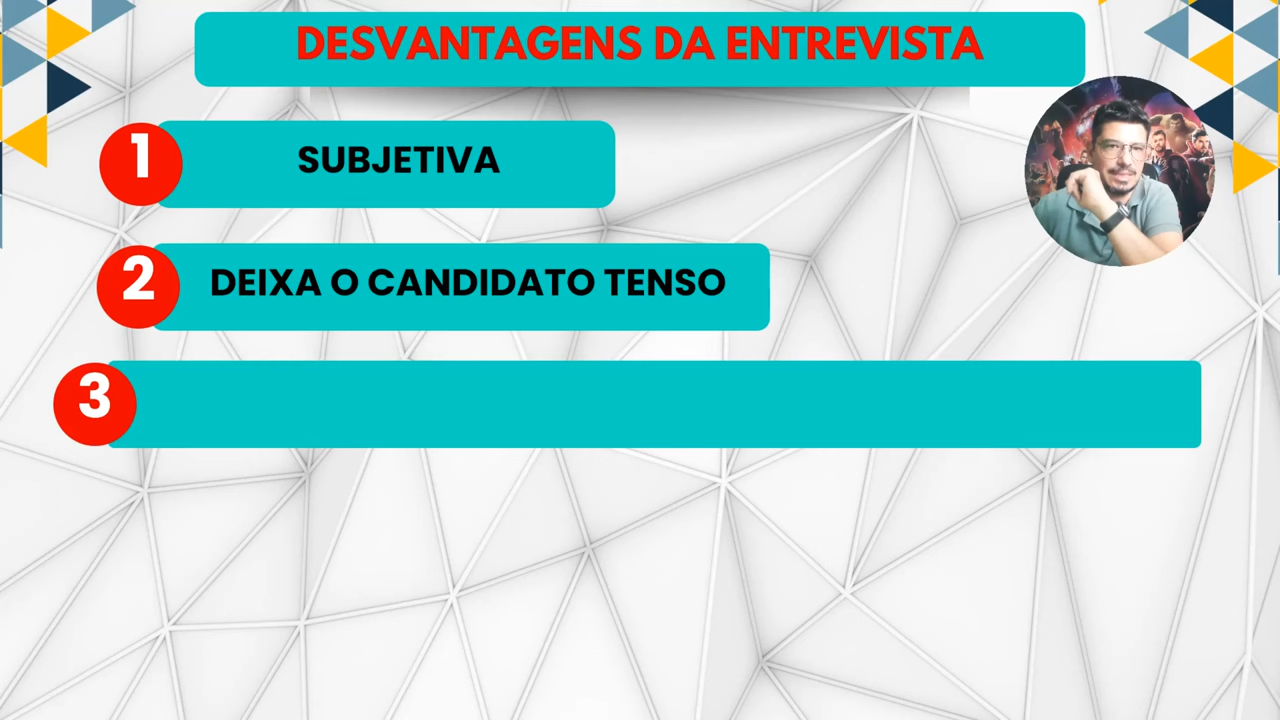 DESVANTAGENS DA ENTREVISTA
1
SUBJETIVA
2
DEIXA O CANDIDATO TENSO
3